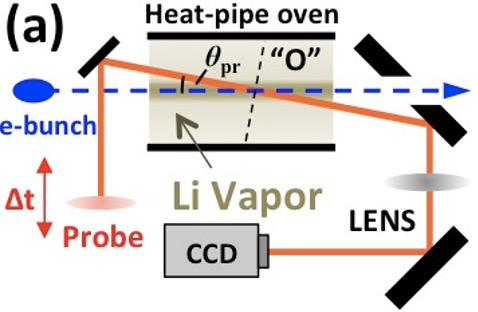 (a)
Heat-pipe oven
θpr
“O”
e-bunch
Δt
Li Vapor
Probe
LENS
CCD